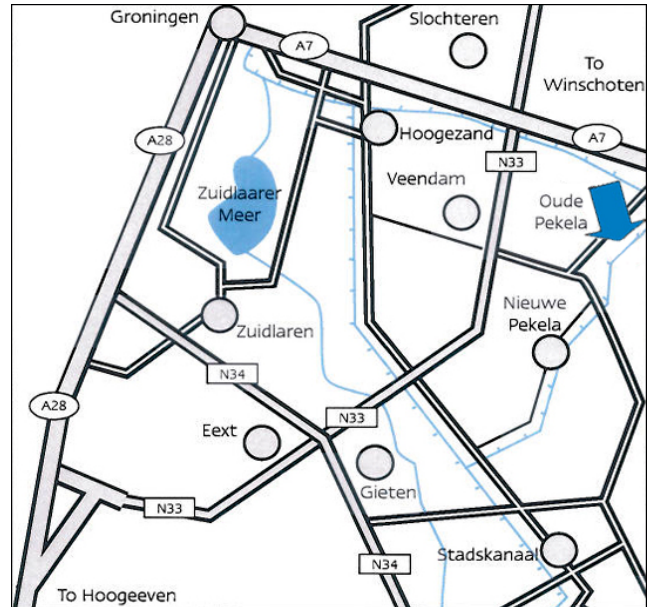 Groningen
Slochteren
A7
To
Winschoten
A28
Hoogezand
A7
N33
Veendam
Zuidlaarer
Meer
Oude
Pekela
Nieuwe
Pekela
Zuidlaren
N34
A28
N33
Eext
Gieten
N33
Stadskanaal
N34
To Hoogeeven